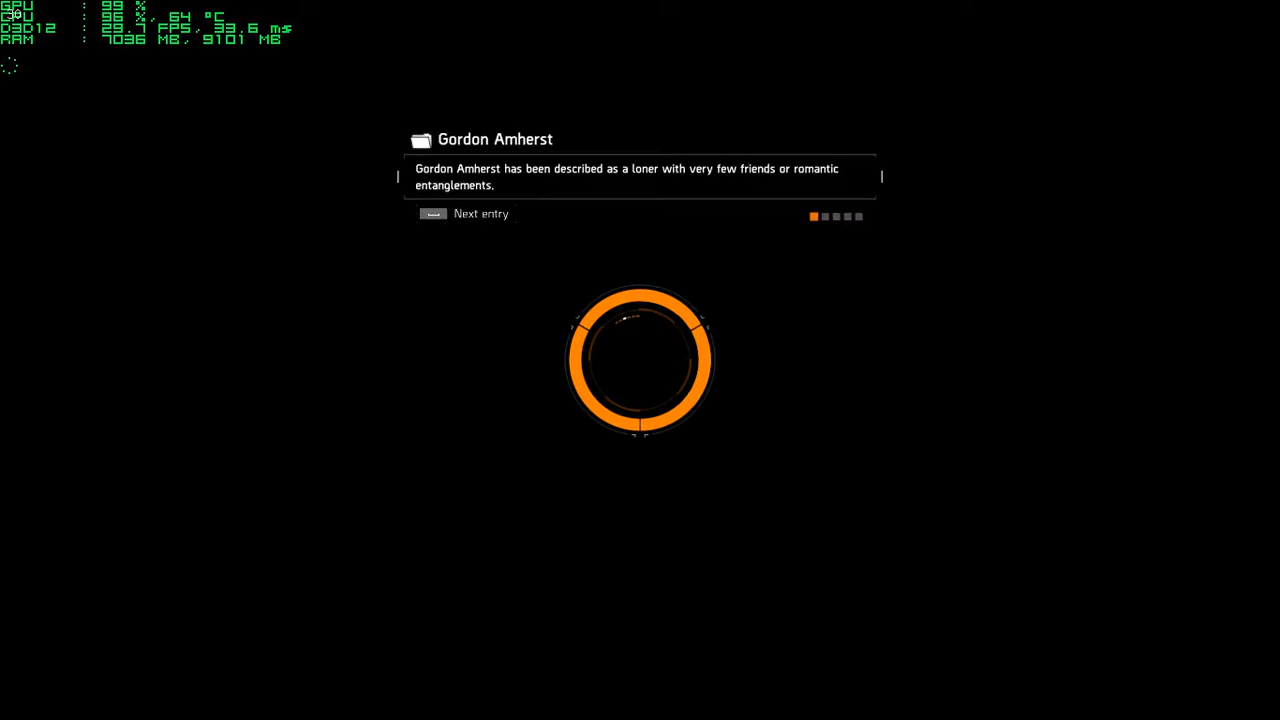 GPU : 99 %
CPU : 96 %, 64 °C
D3D12 : 29.7 FPS, 33.6 ms
RAM : 7036 MB, 9101 MB
30
Gordon Amherst
Gordon Amherst has been described as a loner with very few friends or romantic
entanglements.
Next entry